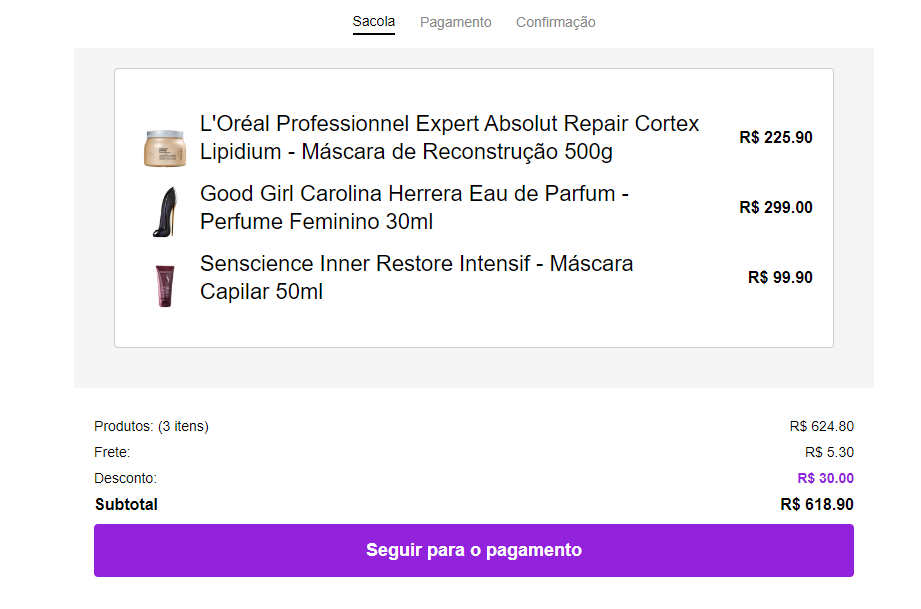 Sacola Pagamento Confirmação
L'Oréal Professionnel Expert Absolut Repair Cortex
Lipidium - Máscara de Reconstrução 500g
R$ 225.90
Good Girl Carolina Herrera Eau de Parfum -
Perfume Feminino 30ml
R$ 299.00
Senscience Inner Restore Intensif - Máscara
Capilar 50ml
R$ 99.90
Produtos: (3 itens) R$ 624.80
Frete: R$ 5.30
Desconto: R$ 30.00
Subtotal R$ 618.90
Seguir para o pagamento